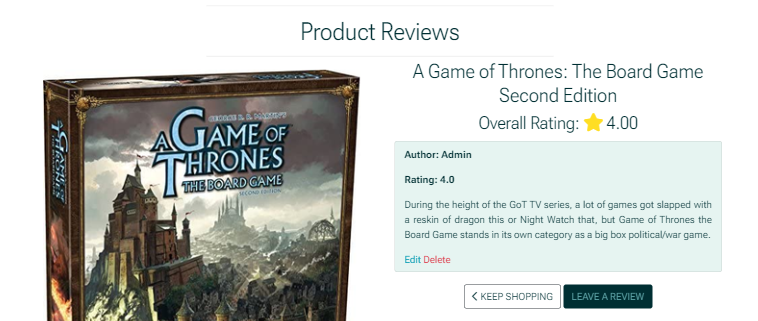 Product Reviews
GEORGE R. R. MARTIN'S
A GAME OF
THRONES
THE BOARD GAME
SECOND EDITION
A GAME OF
THRONES
A Game of Thrones: The Board Game
Second Edition
Overall Rating: 4.00
Author: Admin
Rating: 4.0
During the height of the GoT TV series, a lot of games got slapped with
a reskin of dragon this or Night Watch that, but Game of Thrones the
Board Game stands in its own category as a big box political/war game.
Edit Delete
KEEP SHOPPING
LEAVE A REVIEW